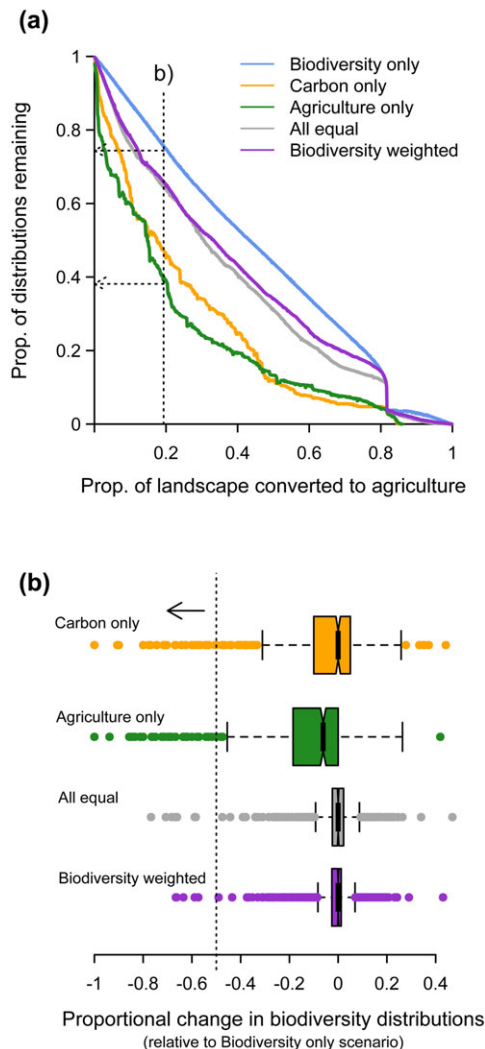 (a)
b)
Biodiversity only
Carbon only
Agriculture only
All equal
Biodiversity weighted
Prop. of distributions remaining
1
0.8
0.6
0.4
0.2
0
0.2 0.4 0.6 0.8 1
Prop. of landscape converted to agriculture
(b)
Carbon only
Agriculture only
All equal
Biodiversity weighted
-1 -0.8 -0.6 -0.4 -0.2 0 0.2 0.4
Proportional change in biodiversity distributions
(relative to Biodiversity only scenario)